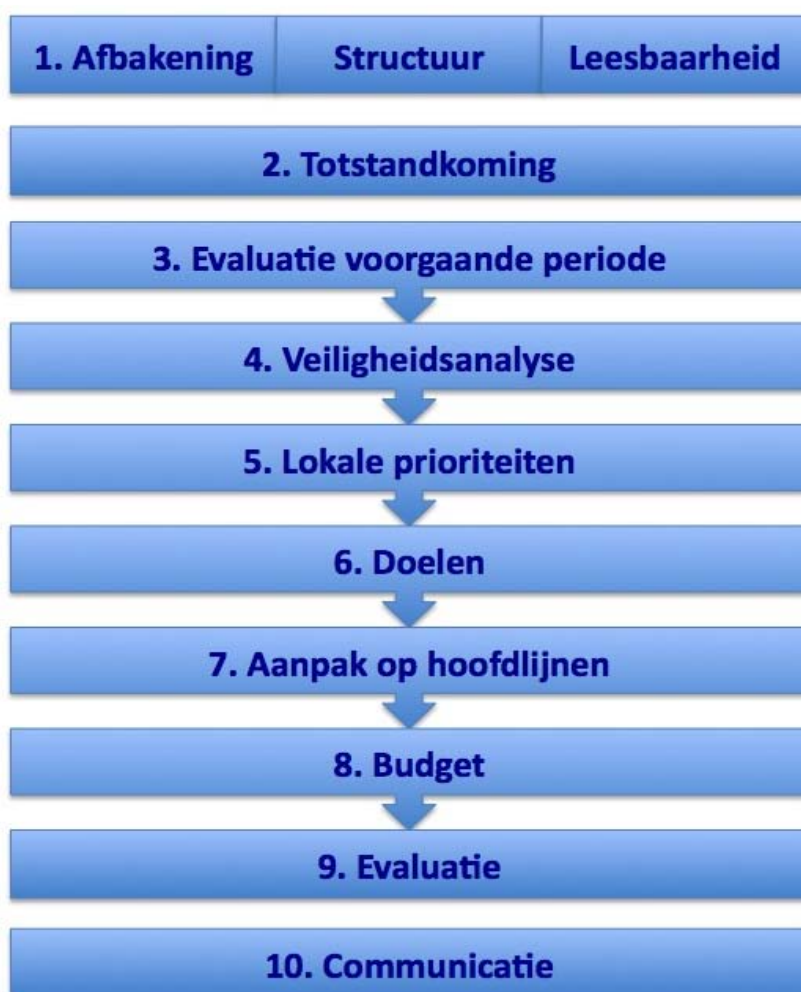 1. Afbakening Structuur Leesbaarheid
2. Totstandkoming
3. Evaluatie voorgaande periode
4. Veiligheidsanalyse
5. Lokale prioriteiten
6. Doelen
7. Aanpak op hoofdlijnen
8. Budget
9. Evaluatie
10. Communicatie